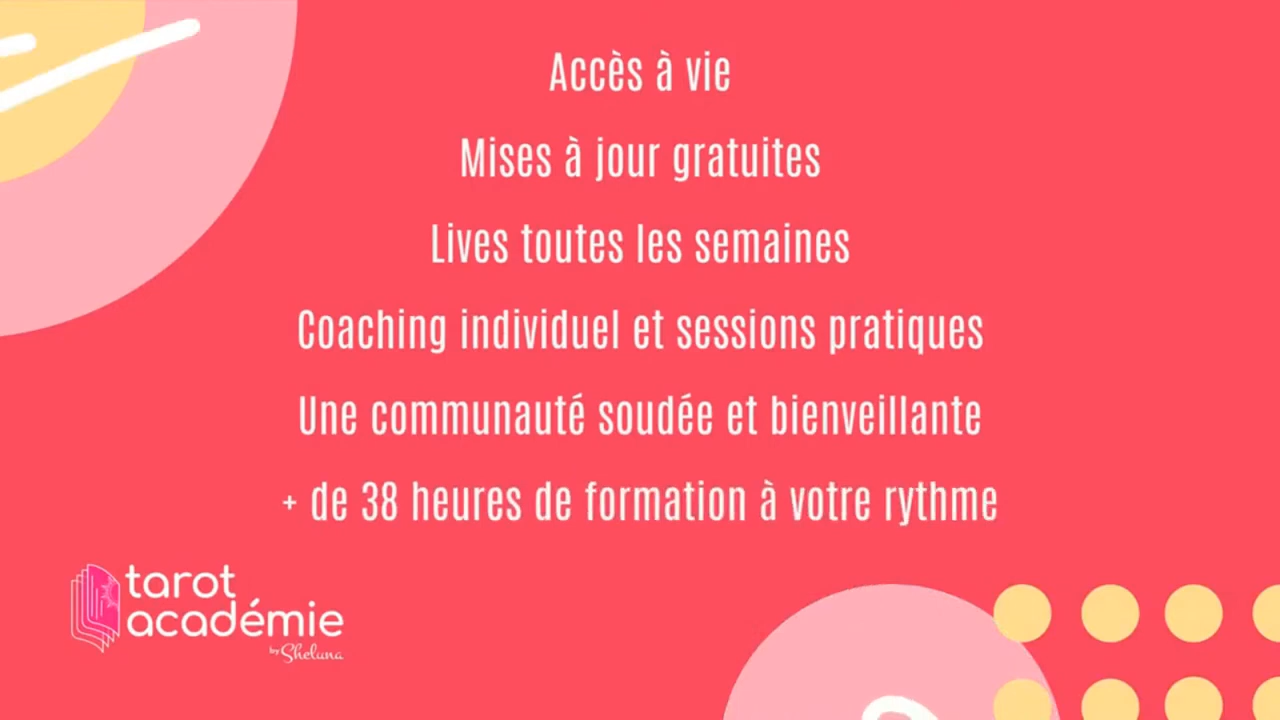 Accès à vie
Mises à jour gratuites
Lives toutes les semaines
Coaching individuel et sessions pratiques
Une communauté soudée et bienveillante
+ de 38 heures de formation à votre rythme
tarot
académie
by Sheluna